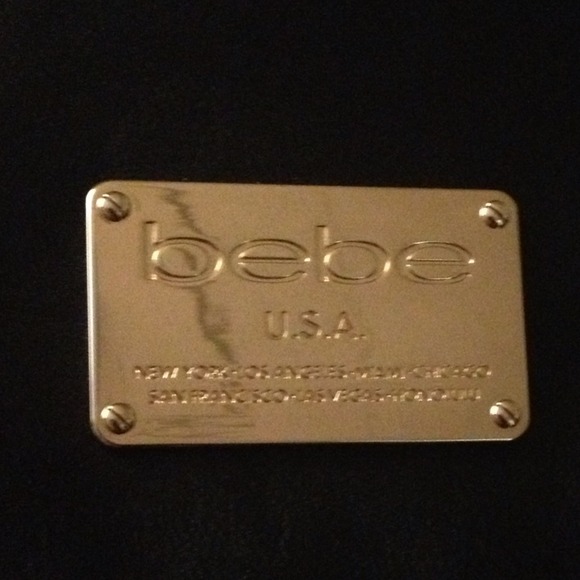 bebe
U.S.A.
NEW YORK-LOS ANGELES-MIAMI-CHICAGO
SAN FRANCISCO-LAS VEGAS-HONOLULU